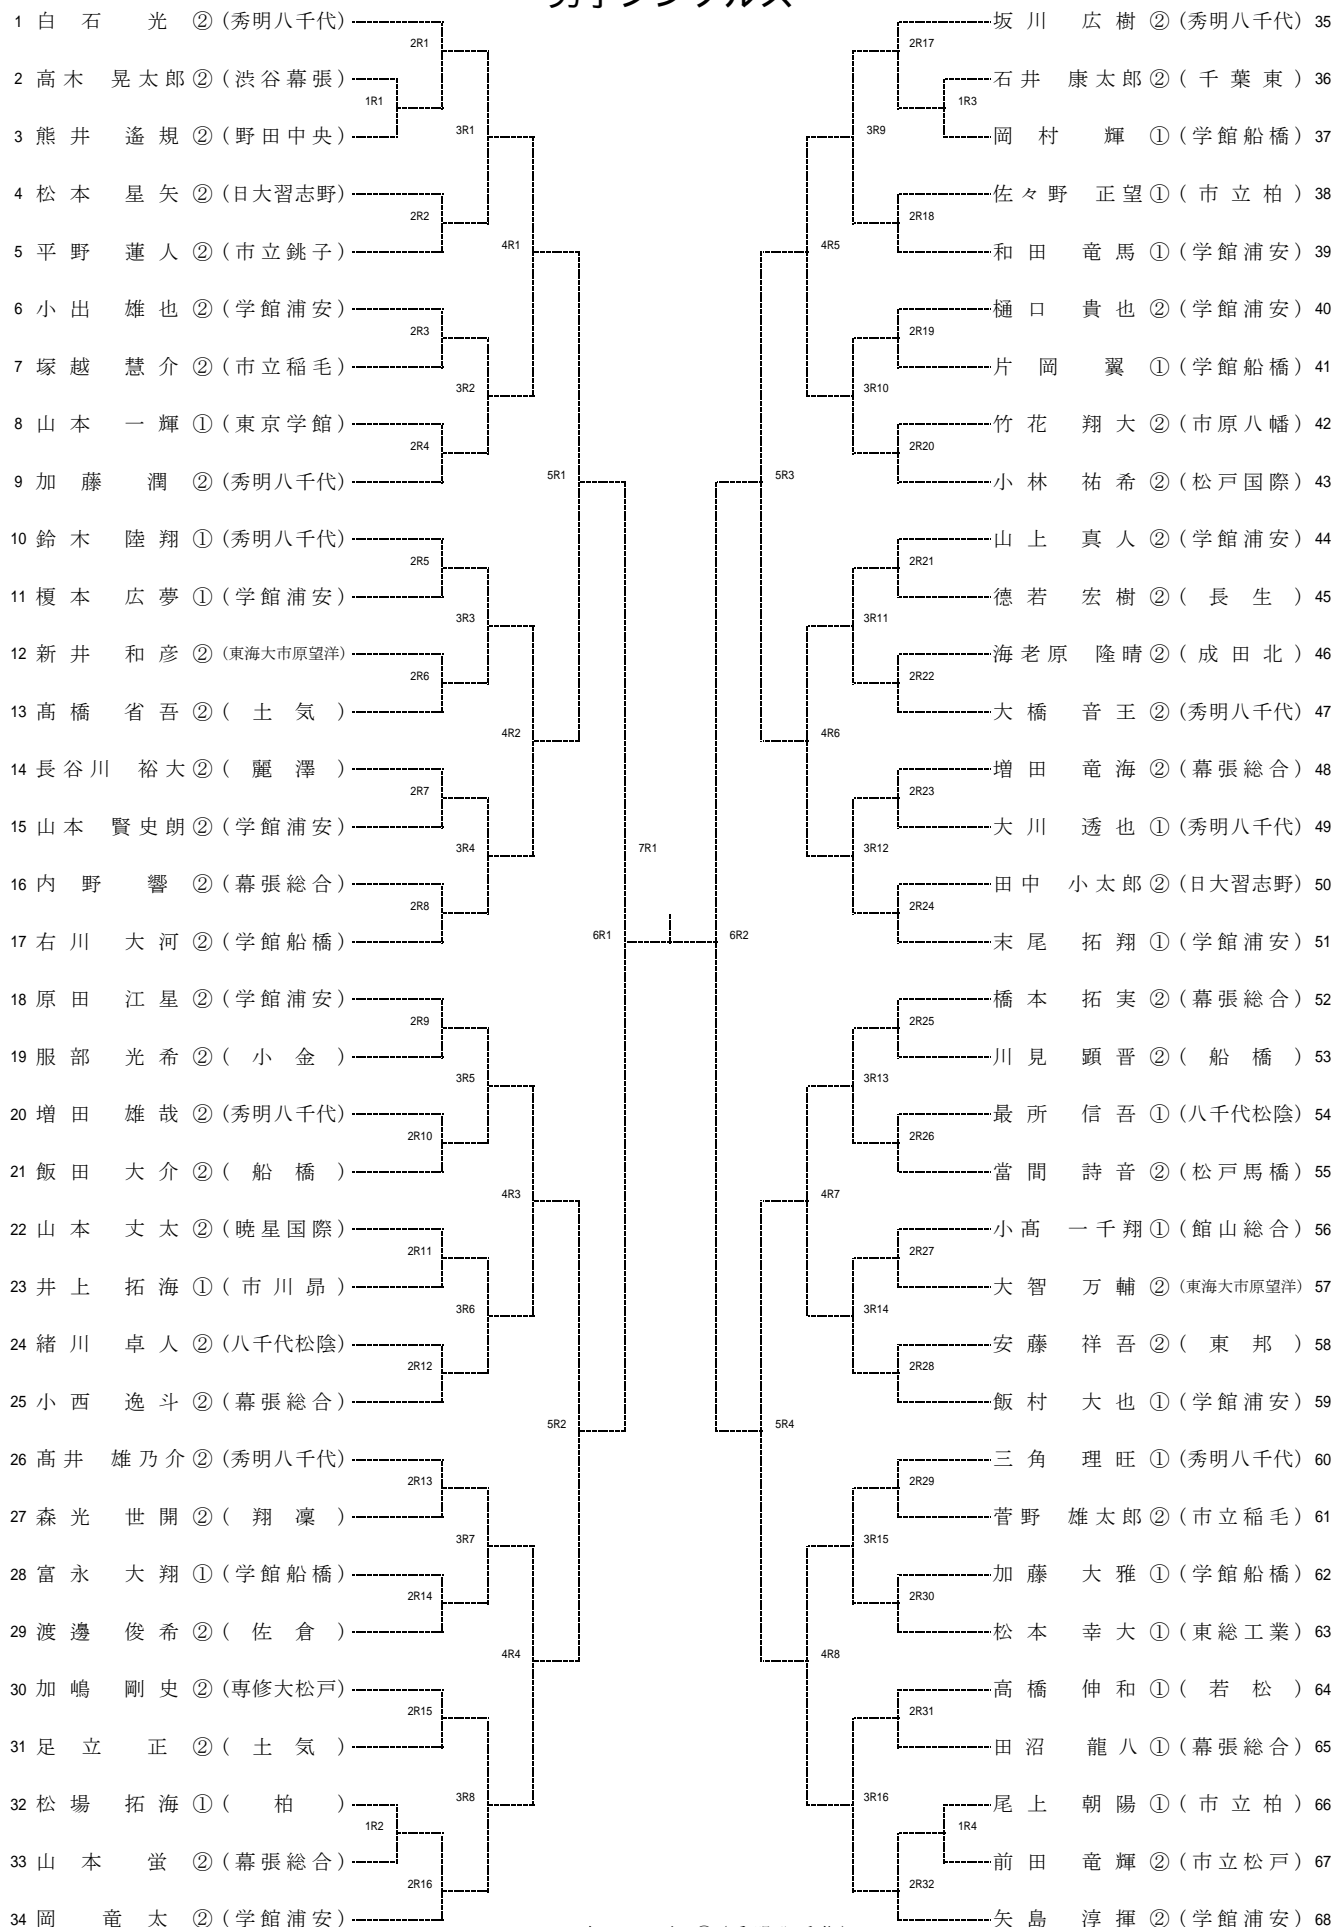 男子シングルス
1 白石 光 ② (秀明八千代)
2 高木 晃太郎 ② (渋谷幕張)
3 熊井 遙規 ② (野田中央)
4 松本 星矢 ② (日大習志野)
5 平野 蓮人 ② (市立銚子)
6 小出 雄也 ② (学館浦安)
7 塚越 慧介 ② (市立稲毛)
8 山本 一輝 ① (東京学館)
9 加藤 潤 ② (秀明八千代)
10 鈴木 陸翔 ① (秀明八千代)
11 榎本 広夢 ① (学館浦安)
12 新井 和彦 ② (東海大市原望洋)
13 髙橋 省吾 ② (土気)
14 長谷川 裕大 ② (麗澤)
15 山本 賢史朗 ② (学館浦安)
16 内野 響 ② (幕張総合)
17 右川 大河 ② (学館船橋)
18 原田 江星 ② (学館浦安)
19 服部 光希 ② (小金)
20 増田 雄哉 ② (秀明八千代)
21 飯田 大介 ② (船橋)
22 山本 丈太 ② (暁星国際)
23 井上 拓海 ① (市川昴)
24 緒川 卓人 ② (八千代松陰)
25 小西 逸斗 ② (幕張総合)
26 髙井 雄乃介 ② (秀明八千代)
27 森光 世開 ② (翔凜)
28 富永 大翔 ① (学館船橋)
29 渡邊 俊希 ② (佐倉)
30 加嶋 剛史 ② (専修大松戸)
31 足立 正 ② (土気)
32 松場 拓海 ① (柏)
33 山本 蛍 ② (幕張総合)
34 岡 竜太 ② (学館浦安)
1R1
1R2
2R1
2R2
2R3
2R4
2R5
2R6
2R7
2R8
2R9
2R10
2R11
2R12
2R13
2R14
2R15
2R16
3R1
3R2
3R3
3R4
3R5
3R6
3R7
3R8
4R1
4R2
4R3
4R4
5R1
5R2
6R1
7R1
6R2
5R3
5R4
4R5
4R6
4R7
4R8
3R9
3R10
3R11
3R12
3R13
3R14
3R15
3R16
2R17
2R18
2R19
2R20
2R21
2R22
2R23
2R24
2R25
2R26
2R27
2R28
2R29
2R30
2R31
2R32
1R3
1R4
坂川 広樹 ② (秀明八千代) 35
石井 康太郎 ② (千葉東) 36
岡村 輝 ① (学館船橋) 37
佐々野 正望 ① (市立柏) 38
和田 竜馬 ① (学館浦安) 39
樋口 貴也 ② (学館浦安) 40
片岡 翼 ① (学館船橋) 41
竹花 翔大 ② (市原八幡) 42
小林 祐希 ② (松戸国際) 43
山上 真人 ② (学館浦安) 44
徳若 宏樹 ② (長生) 45
海老原 隆晴 ② (成田北) 46
大橋 音王 ② (秀明八千代) 47
増田 竜海 ② (幕張総合) 48
大川 透也 ① (秀明八千代) 49
田中 小太郎 ② (日大習志野) 50
末尾 拓翔 ① (学館浦安) 51
橋本 拓実 ② (幕張総合) 52
川見 顕晋 ② (船橋) 53
最所 信吾 ① (八千代松陰) 54
當間 詩音 ② (松戸馬橋) 55
小髙 一千翔 ① (館山総合) 56
大智 万輔 ② (東海大市原望洋) 57
安藤 祥吾 ② (東邦) 58
飯村 大也 ① (学館浦安) 59
三角 理旺 ① (秀明八千代) 60
菅野 雄太郎 ② (市立稲毛) 61
加藤 大雅 ① (学館船橋) 62
松本 幸大 ① (東総工業) 63
高橋 伸和 ① (若松) 64
田沼 龍八 ① (幕張総合) 65
尾上 朝陽 ① (市立柏) 66
前田 竜輝 ② (市立松戸) 67
矢島 淳揮 ② (学館浦安) 68